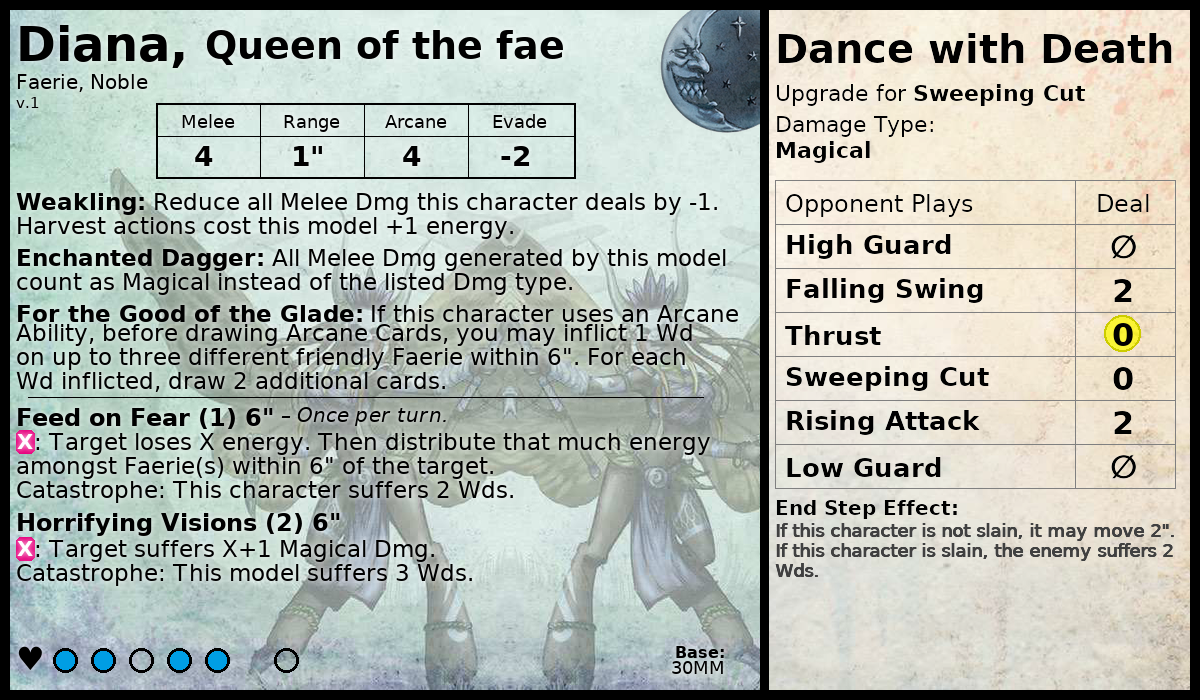 Diana, Queen of the fae
Faerie, Noble
v.1
Melee Range Arcane Evade
4 1" 4 -2
Weakling: Reduce all Melee Dmg this character deals by -1.
Harvest actions cost this model +1 energy.
Enchanted Dagger: All Melee Dmg generated by this model
count as Magical instead of the listed Dmg type.
For the Good of the Glade: If this character uses an Arcane
Ability, before drawing Arcane Cards, you may inflict 1 Wd
on up to three different friendly Faerie within 6". For each
Wd inflicted, draw 2 additional cards.
Feed on Fear (1) 6" – Once per turn.
X: Target loses X energy. Then distribute that much energy
amongst Faerie(s) within 6" of the target.
Catastrophe: This character suffers 2 Wds.
Horrifying Visions (2) 6"
X: Target suffers X+1 Magical Dmg.
Catastrophe: This model suffers 3 Wds.
Base:
30MM
Dance with Death
Upgrade for Sweeping Cut
Damage Type:
Magical
Opponent Plays Deal
High Guard ∅
Falling Swing 2
Thrust 0
Sweeping Cut 0
Rising Attack 2
Low Guard ∅
End Step Effect:
If this character is not slain, it may move 2".
If this character is slain, the enemy suffers 2
Wds.